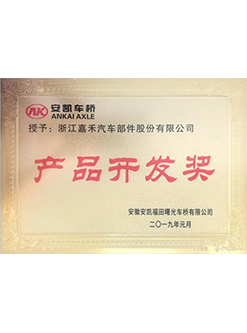 AK 安凯车桥
ANKAI AXLE
授予：浙江嘉禾汽车部件股份有限公司
产品开发奖
安徽安凯福田曙光车桥有限公司
二〇一九年元月